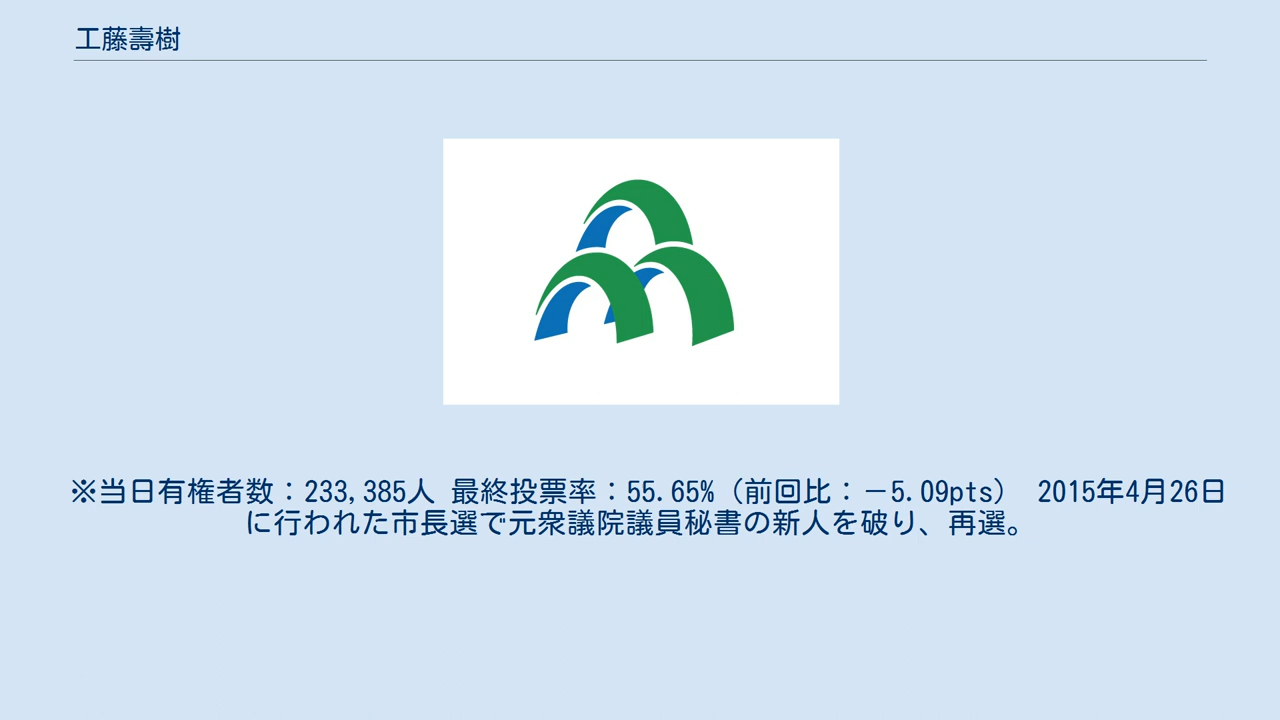 工藤壽樹
※当日有権者数：233,385人 最終投票率：55.65%（前回比：－5.09pts） 2015年4月26日
に行われた市長選で元衆議院議員秘書の新人を破り、再選。